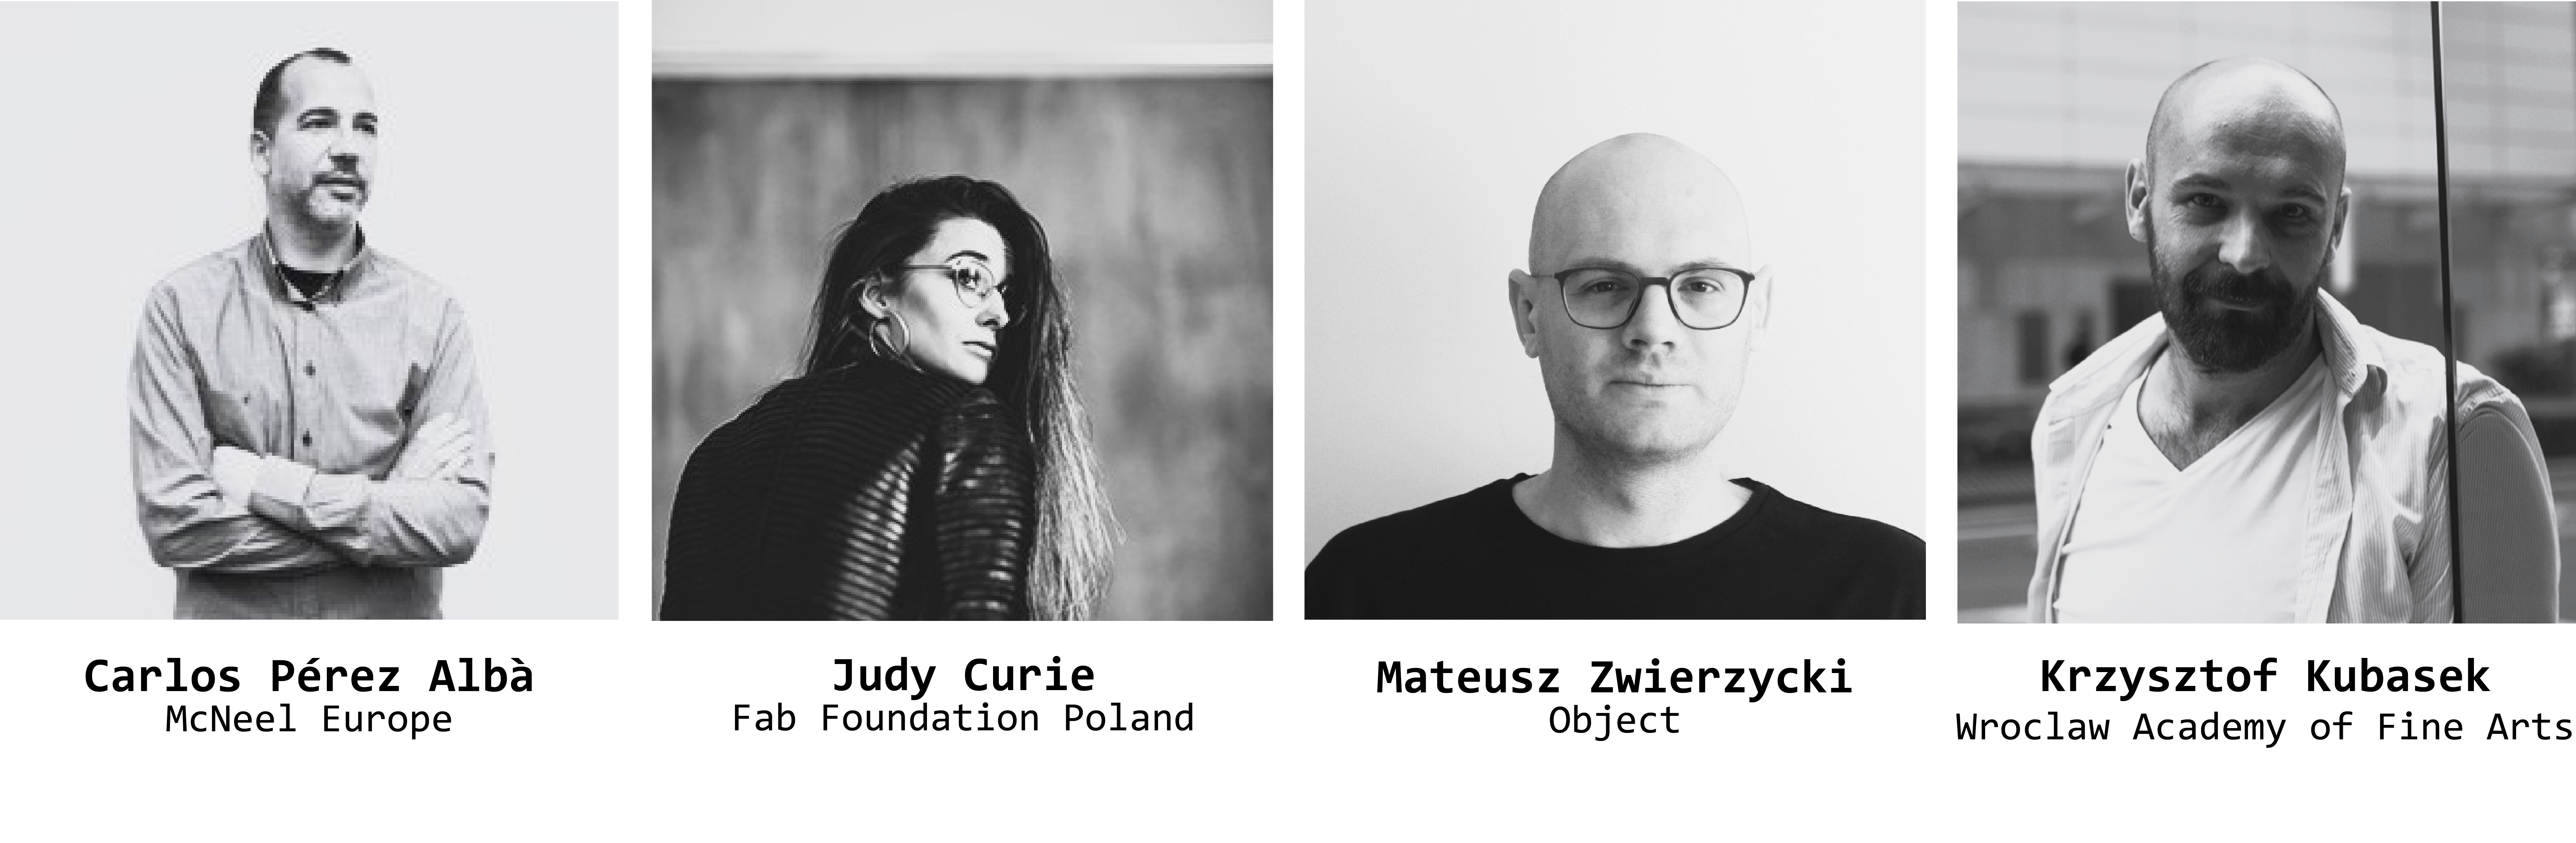 Carlos Pérez Albà
McNeel Europe
Judy Curie
Fab Foundation Poland
Mateusz Zwierzycki
Object
Krzysztof Kubasek
Wroclaw Academy of Fine Arts